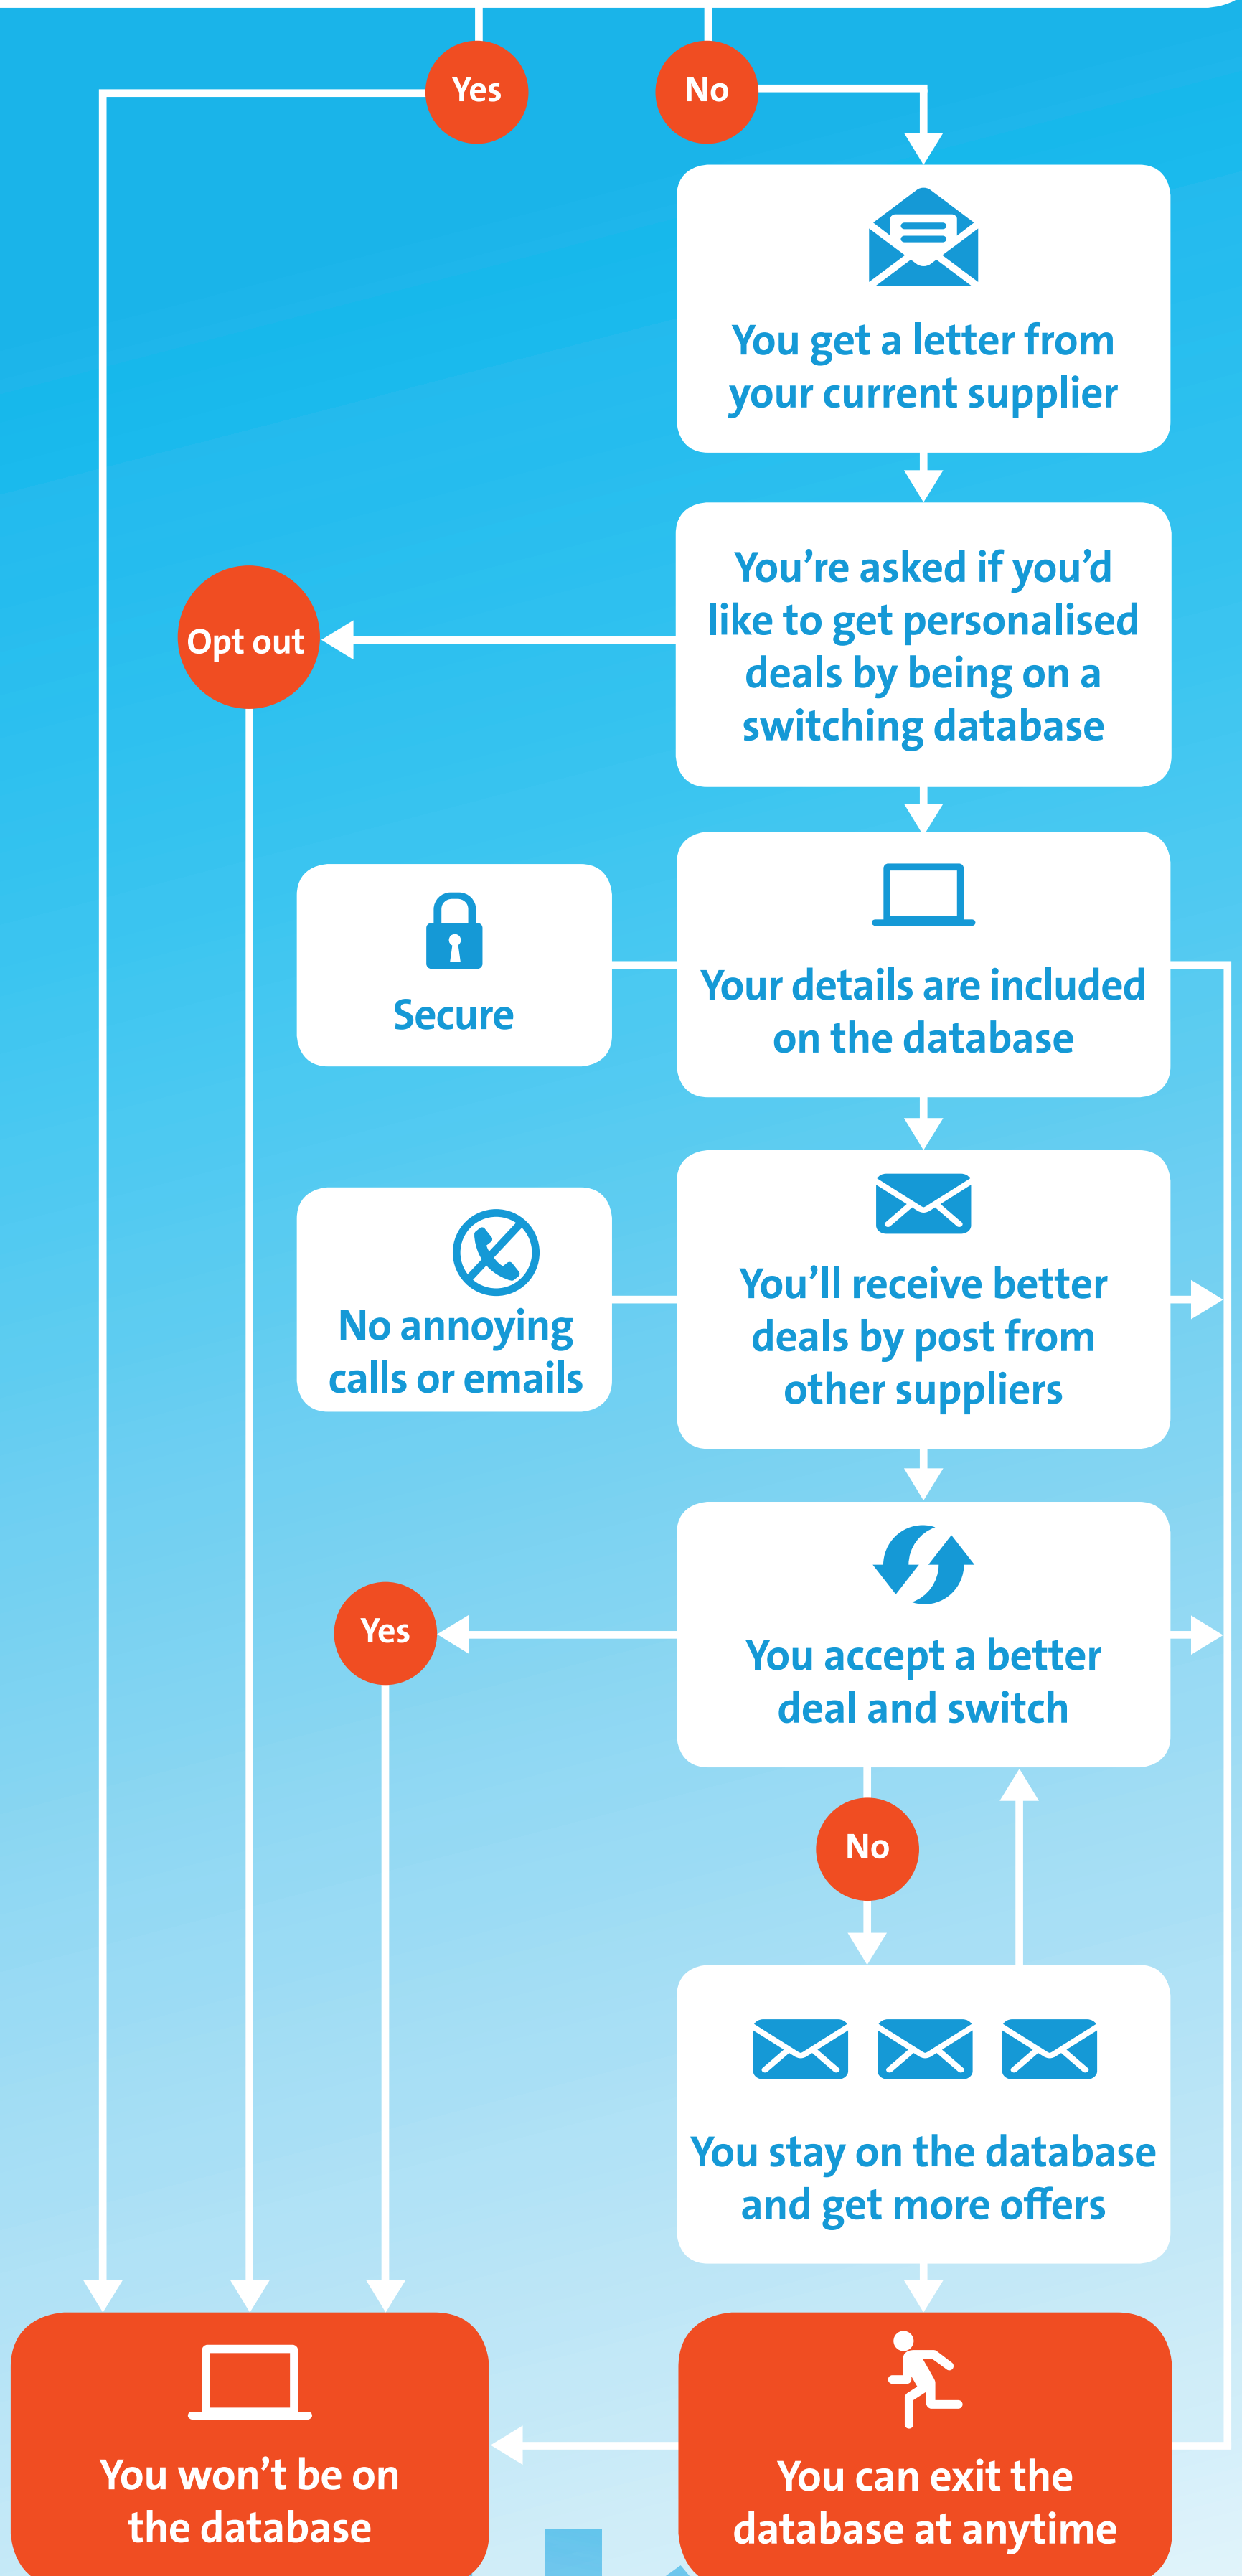 Yes
No
You get a letter from
your current supplier
You're asked if you'd
like to get personalised
deals by being on a
switching database
Opt out
Secure
Your details are included
on the database
No annoying
calls or emails
You'll receive better
deals by post from
other suppliers
You accept a better
deal and switch
Yes
No
You stay on the database
and get more offers
You won't be on
the database
You can exit the
database at anytime